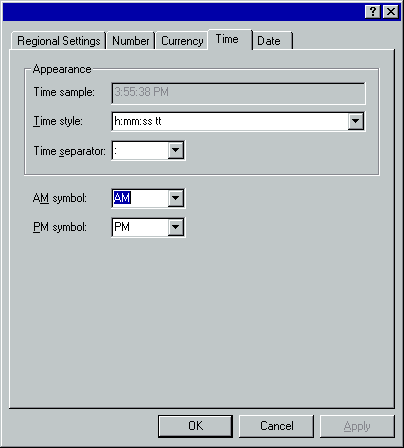 Regional Settings Number Currency Time Date
Appearance
Time sample: 3:55:38 PM
Time style: h:mm:ss tt
Time separator: :
AM symbol: AM
PM symbol: PM
OK Cancel Apply